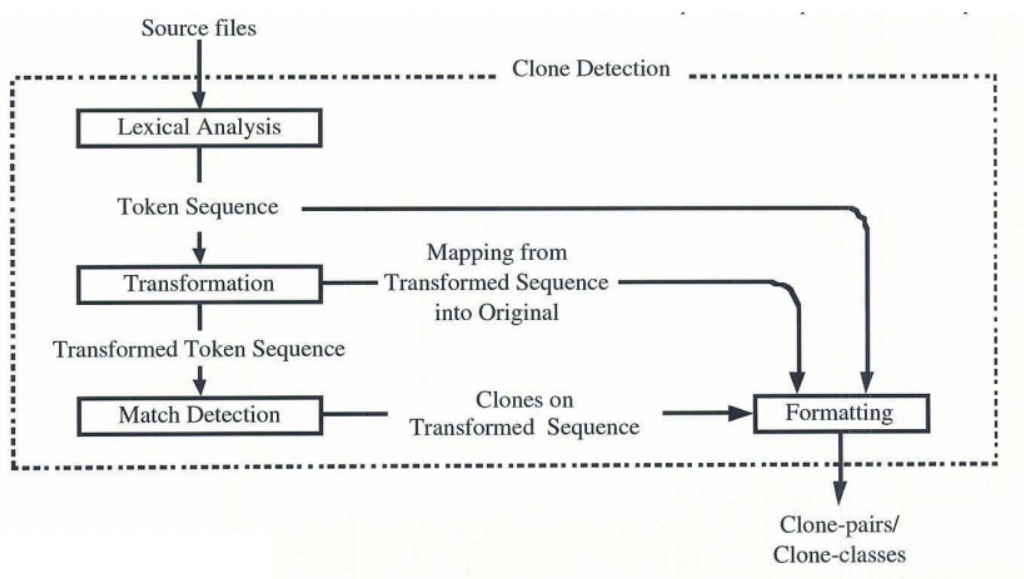 Source files
Clone Detection
Lexical Analysis
Token Sequence
Mapping from
Transformation
Transformed Sequence
into Original
Transformed Token Sequence
Match Detection
Clones on
Transformed Sequence
Formatting
Clone-pairs/
Clone-classes